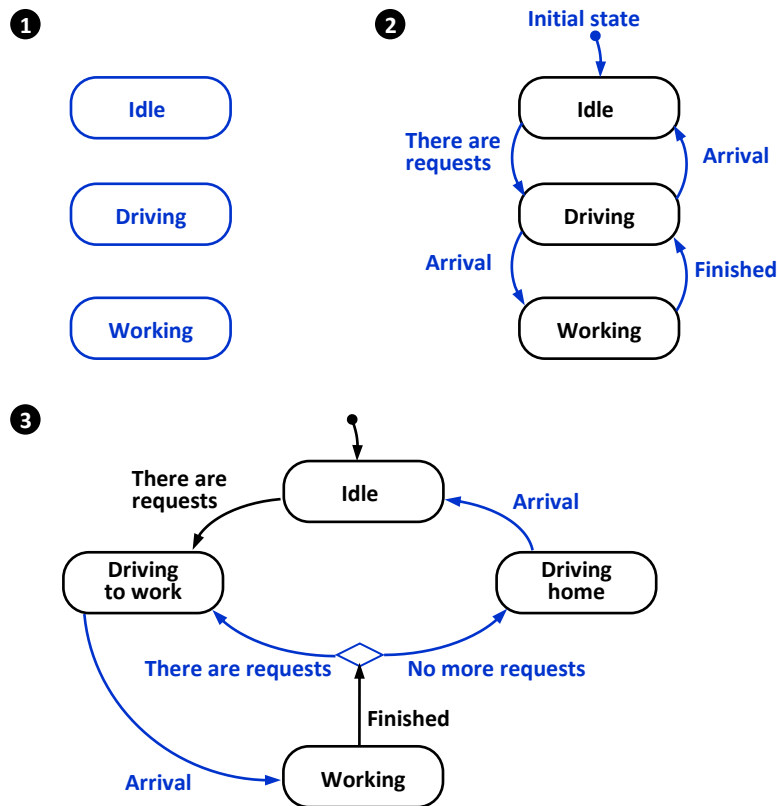 1
Idle
Driving
Working
2
Initial state
Idle
There are
requests
Arrival
Driving
Arrival
Finished
Working
3
There are
requests
Idle
Arrival
Driving
to work
Driving
home
There are requests
No more requests
Finished
Arrival
Working